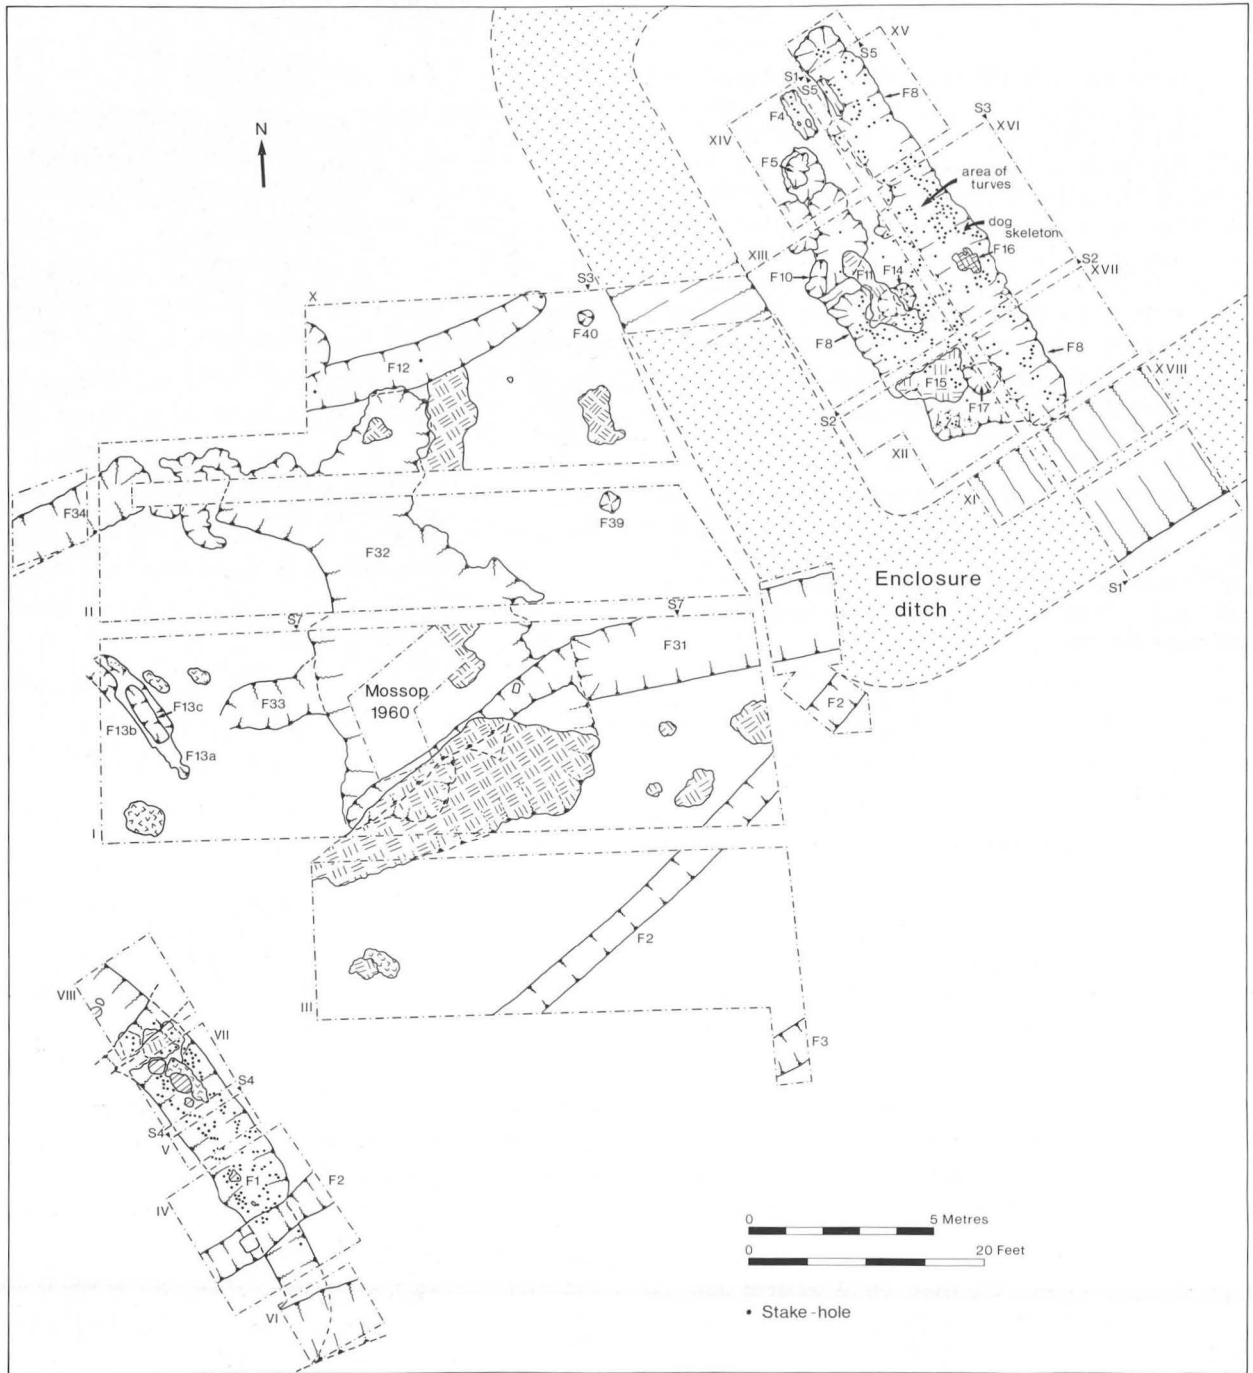 XV
S5
S1
S5
F8
S3
N
F4
XVI
XIV
F5
area of
turves
dog
skeleton
F16
XIII
S2
S3
F10
F11
F14
XVII
X
F40
F8
F8
F12
XVIII
F15
F17
S2
XII
XI
F34
F39
F32
Enclosure
ditch
S1
II
S7
S7
F31
Mossop
1960
F2
F33
F13c
F13b
F13a
I
F2
VIII
III
VII
F3
S4
S4
V
F1
F2
IV
0 5 Metres
0 20 Feet
VI
• Stake-hole